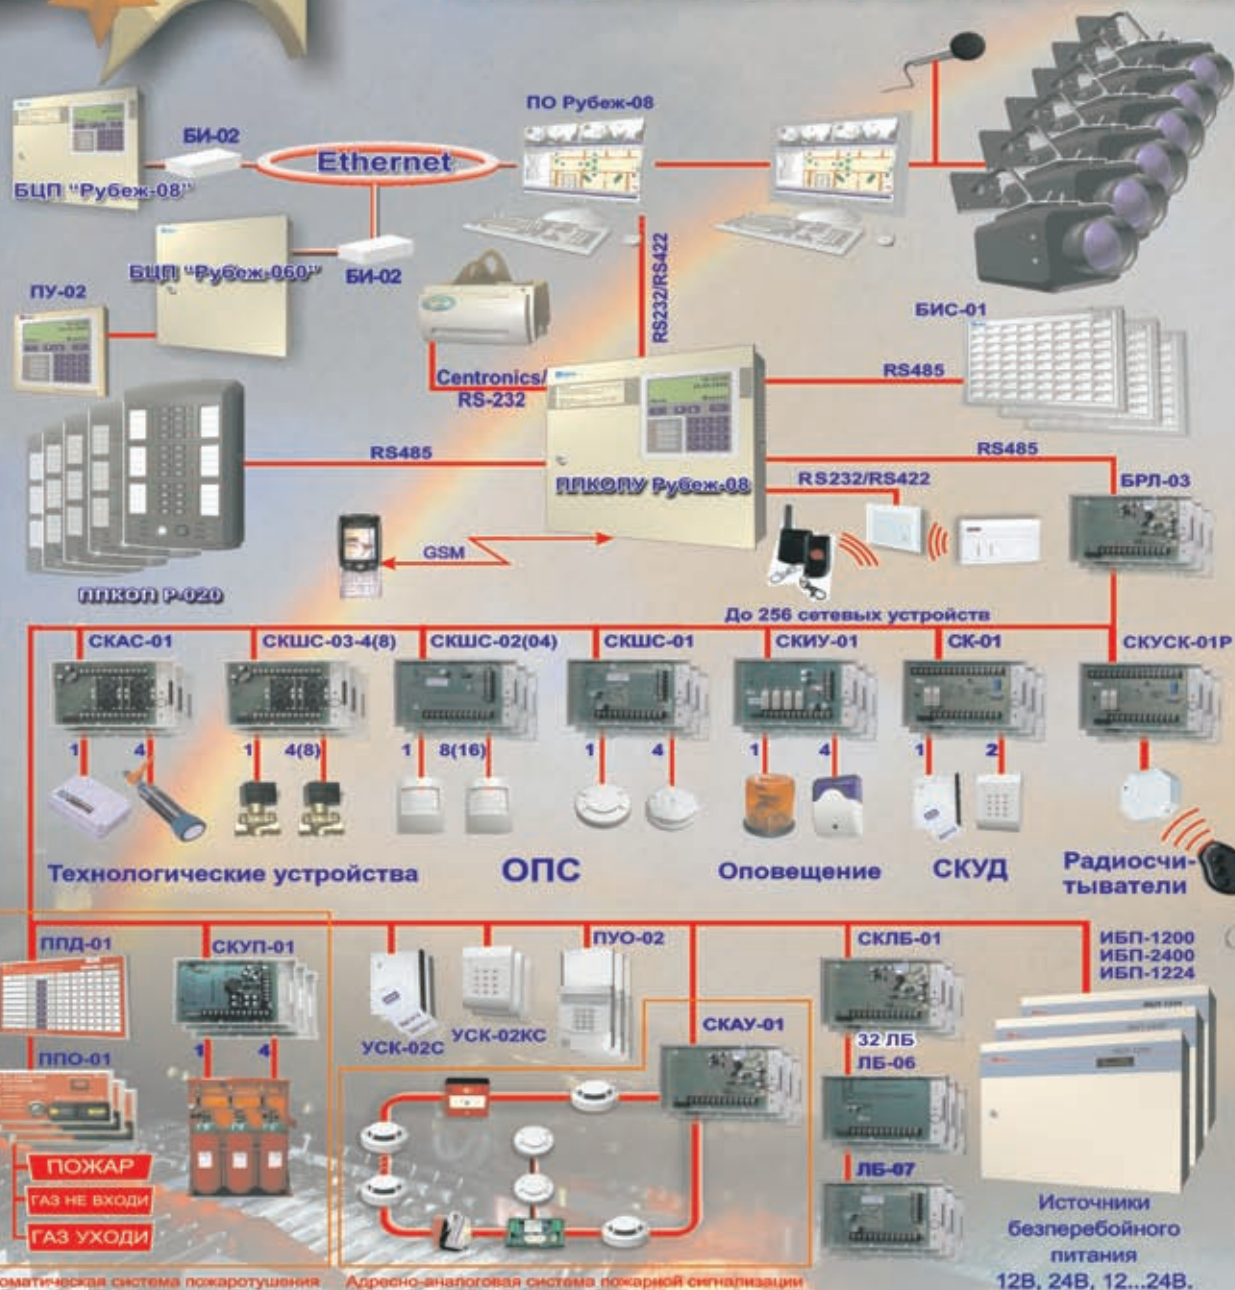 ПО Рубеж-08
БИ-02
Ethernet
БЦП "Рубеж-08"
БЦП "Рубеж-060"
БИ-02
ПУ-02
RS232/RS422
БИС-01
Centronics/
RS-232
RS485
RS485
RS485
ППКОПУ Рубеж-08
RS232/RS422
БРЛ-03
GSM
ППКОП Р-020
До 256 сетевых устройств
СКАС-01
СКШС-03-4(8)
СКШС-02(04)
СКШС-01
СКИУ-01
СК-01
СКУСК-01Р
1 4
1 4(8)
1 8(16)
1 4
1 4
1 2
Технологические устройства
ОПС
Оповещение
СКУД
Радиосчи-
тыватели
ППД-01
СКУП-01
ПУО-02
СКЛБ-01
ИБП-1200
ИБП-2400
ИБП-1224
УСК-02С
УСК-02КС
СКАУ-01
32 ЛБ
ЛБ-06
ППО-01
1 4
ЛБ-07
ПОЖАР
ГАЗ НЕ ВХОДИ
ГАЗ УХОДИ
Источники
безперебойного
питания
12В, 24В, 12...24В.
оматическая система пожаротушения
Адресно-аналоговая система пожарной сигнализации